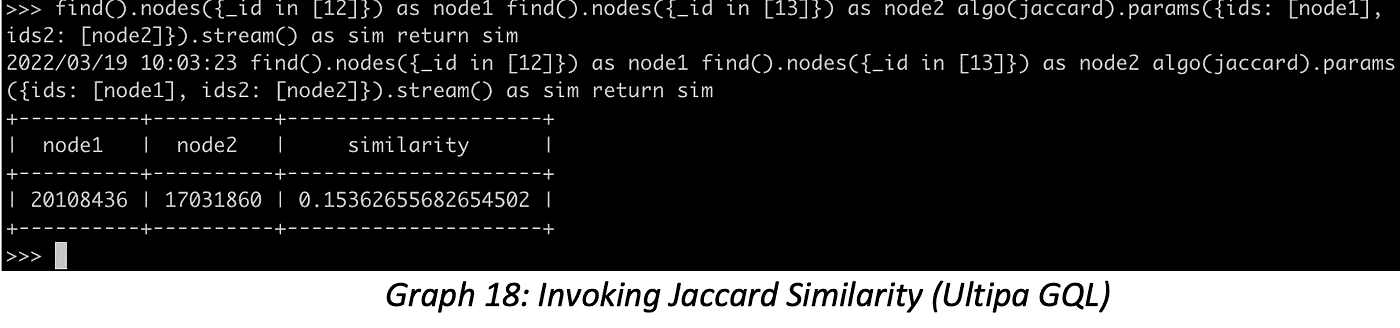 >>> find().nodes({_id in [12]}) as node1 find().nodes({_id in [13]}) as node2 algo(jaccard).params({ids: [node1],
ids2: [node2]}).stream() as sim return sim
2022/03/19 10:03:23 find().nodes({_id in [12]}) as node1 find().nodes({_id in [13]}) as node2 algo(jaccard).params
({ids: [node1], ids2: [node2]}).stream() as sim return sim
+----------+----------+---------------------+
| node1 | node2 | similarity |
+----------+----------+---------------------+
| 20108436 | 17031860 | 0.15362655682654502 |
+----------+----------+---------------------+
>>>
Graph 18: Invoking Jaccard Similarity (Ultipa GQL)